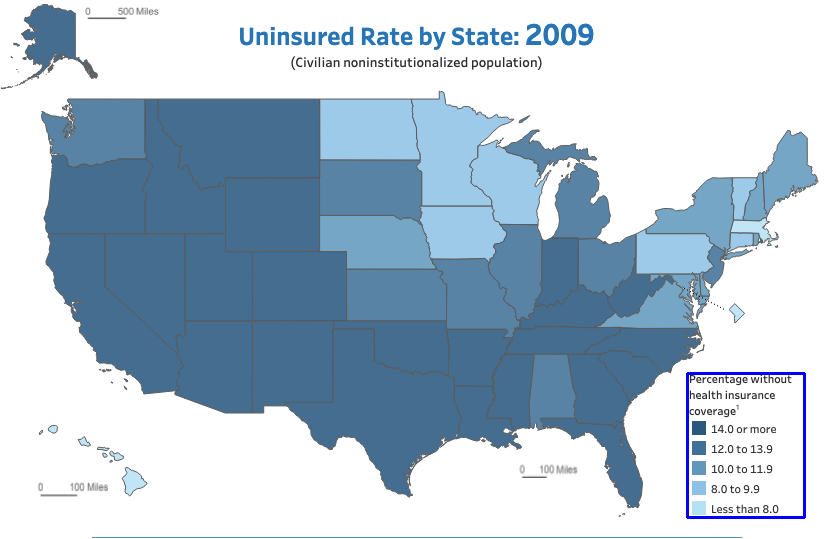 0 500 Miles
Uninsured Rate by State: 2009
(Civilian noninstitutionalized population)
Percentage without
health insurance
coverage¹
14.0 or more
12.0 to 13.9
10.0 to 11.9
8.0 to 9.9
Less than 8.0
0 100 Miles
0 100 Miles